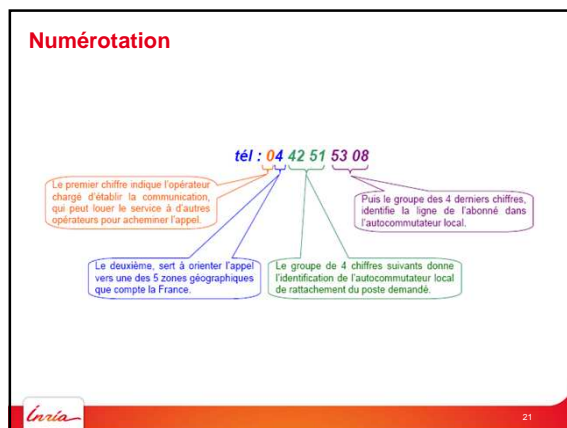 Numérotation
tél : 04 42 51 53 08
Le premier chiffre indique l'opérateur
chargé d'établir la communication,
qui peut louer le service à d'autres
opérateurs pour acheminer l'appel.
Puis le groupe des 4 derniers chiffres,
identifie la ligne de l'abonné dans
l'autocommutateur local.
Le deuxième, sert à orienter l'appel
vers une des 5 zones géographiques
que compte la France.
Le groupe de 4 chiffres suivants donne
l'identification de l'autocommutateur local
de rattachement du poste demandé.
Inria
21